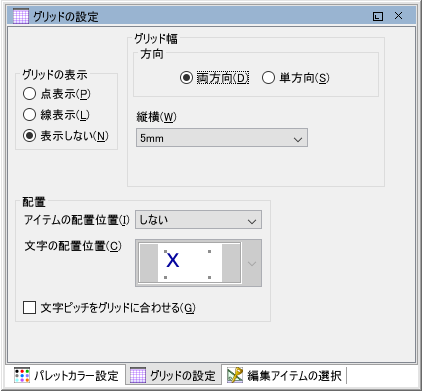 グリッドの設定
グリッドの表示
点表示(P)
線表示(L)
表示しない(N)
グリッド幅
方向
両方向(D)
単方向(S)
縦横(W)
5mm
配置
アイテムの配置位置(I)
しない
文字の配置位置(C)
X
文字ピッチをグリッドに合わせる(G)
パレットカラー設定
グリッドの設定
編集アイテムの選択